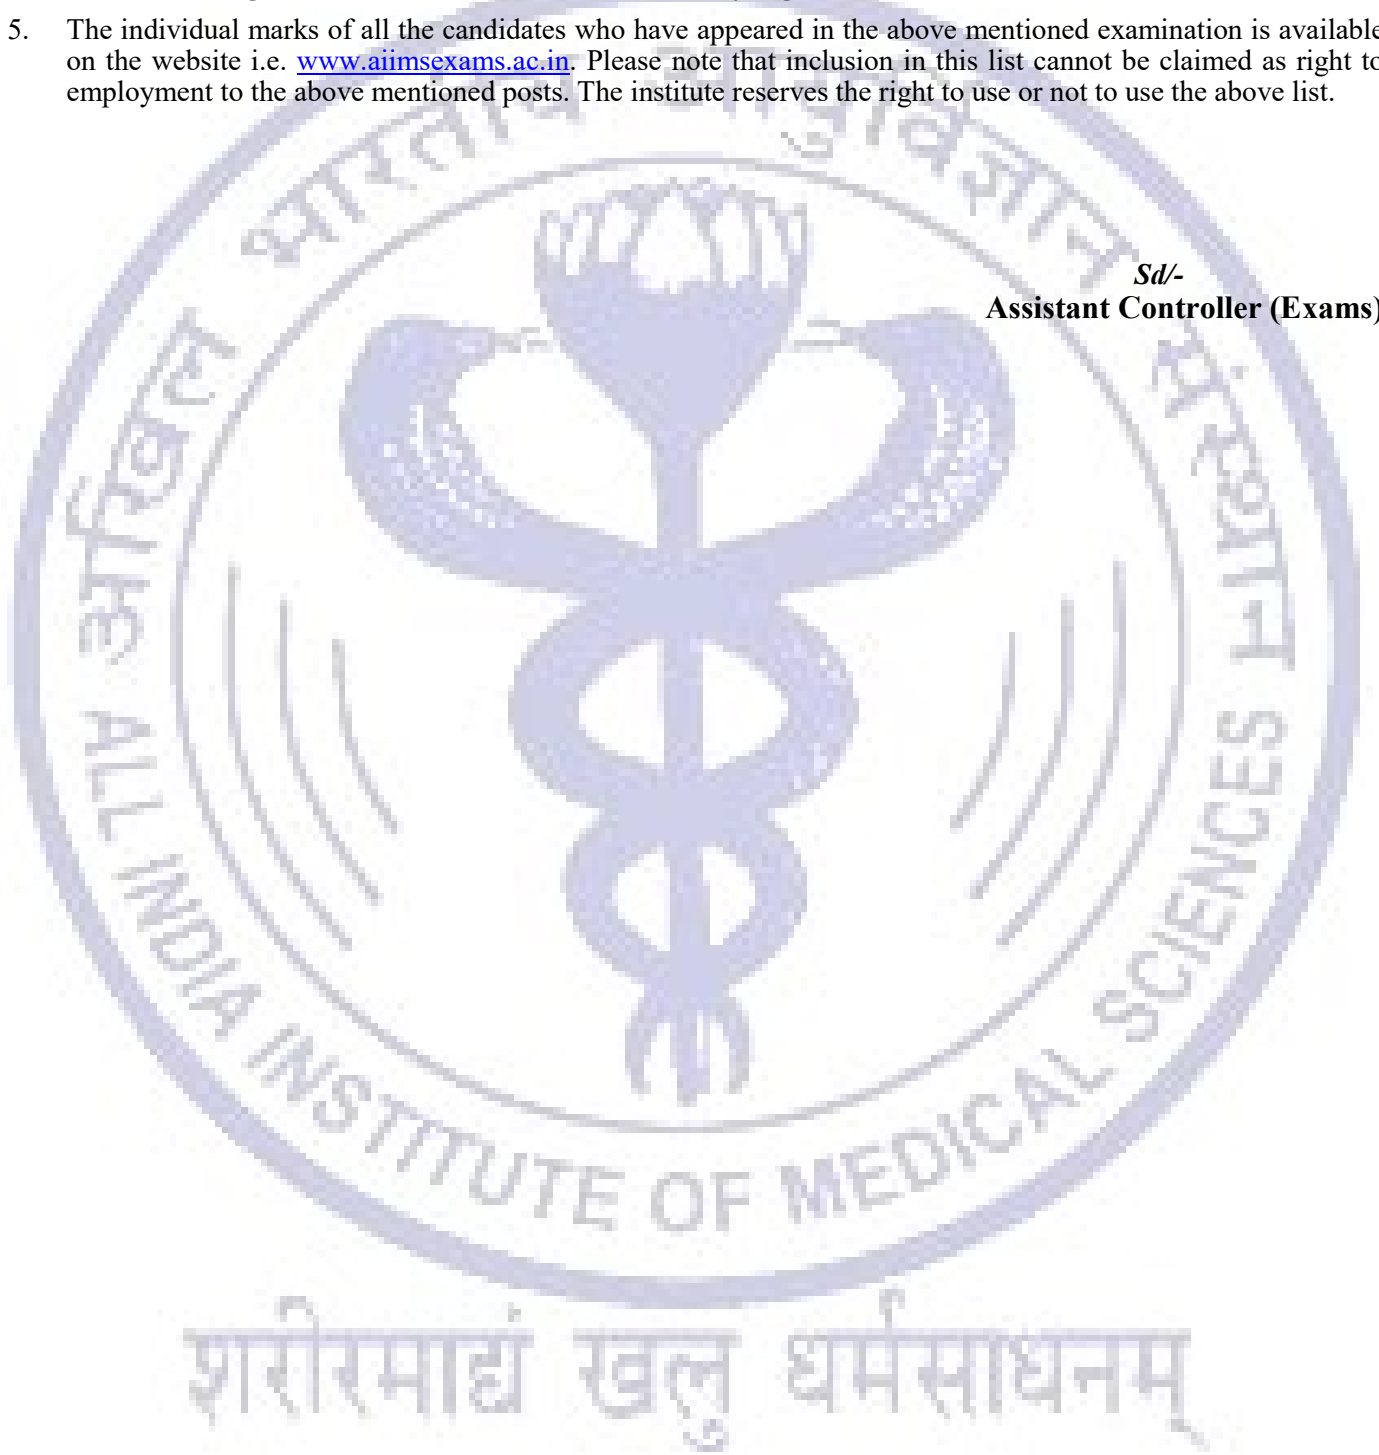 5. The individual marks of all the candidates who have appeared in the above mentioned examination is available
on the website i.e. www.aiimsexams.ac.in. Please note that inclusion in this list cannot be claimed as right to
employment to the above mentioned posts. The institute reserves the right to use or not to use the above list.
Sd/-
Assistant Controller (Exams)
अखिल भारतीय आयुर्विज्ञान संस्थान
ALL INDIA INSTITUTE OF MEDICAL SCIENCES
शरीरमाद्यं खलु धर्मसाधनम्